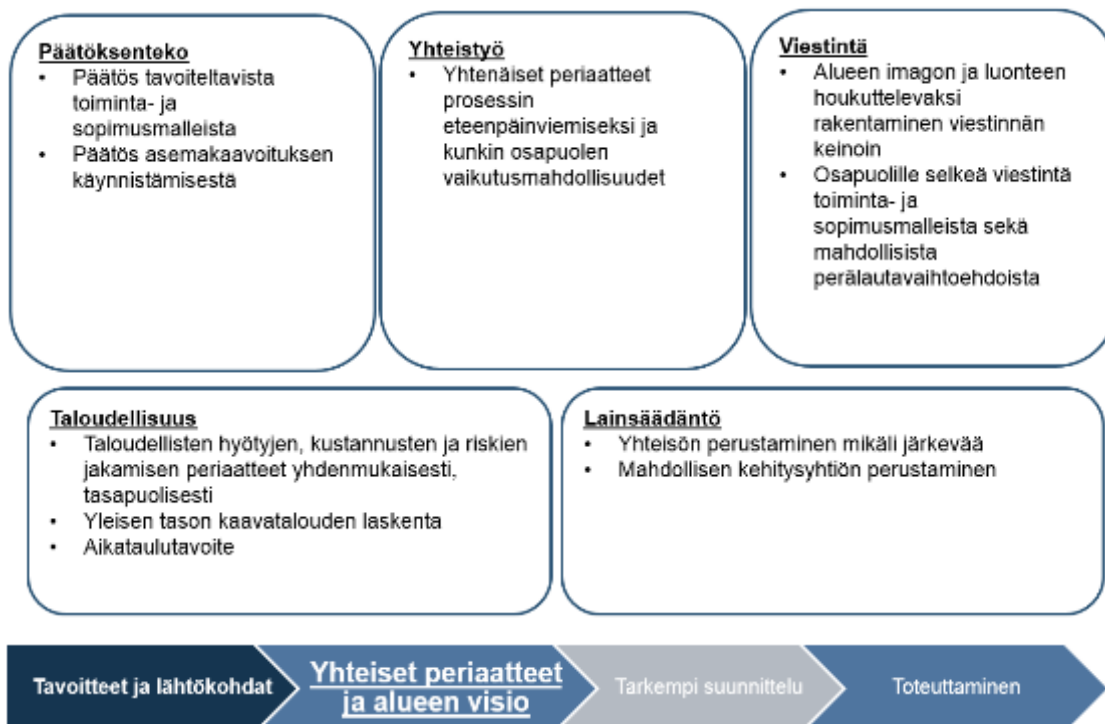 Päätöksenteko
• Päätös tavoiteltavista
toiminta- ja
sopimusmalleista
• Päätös asemakaavoituksen
käynnistämisestä
Yhteistyö
• Yhtenäiset periaatteet
prosessin
eteenpäinviemiseksi ja
kunkin osapuolen
vaikutusmahdollisuudet
Viestintä
• Alueen imagon ja luonteen
houkuttelevaksi
rakentaminen viestinnän
keinoin
• Osapuolille selkeä viestintä
toiminta- ja
sopimusmalleista sekä
mahdollisista
perälautavaihtoehdoista
Taloudellisuus
• Taloudellisten hyötyjen, kustannusten ja riskien
jakamisen periaatteet yhdenmukaisesti,
tasapuolisesti
• Yleisen tason kaavatalouden laskenta
• Aikataulutavoite
Lainsäädäntö
• Yhteisön perustaminen mikäli järkevää
• Mahdollisen kehitysyhtiön perustaminen
Tavoitteet ja lähtökohdat
Yhteiset periaatteet
ja alueen visio
Tarkempi suunnittelu
Toteuttaminen